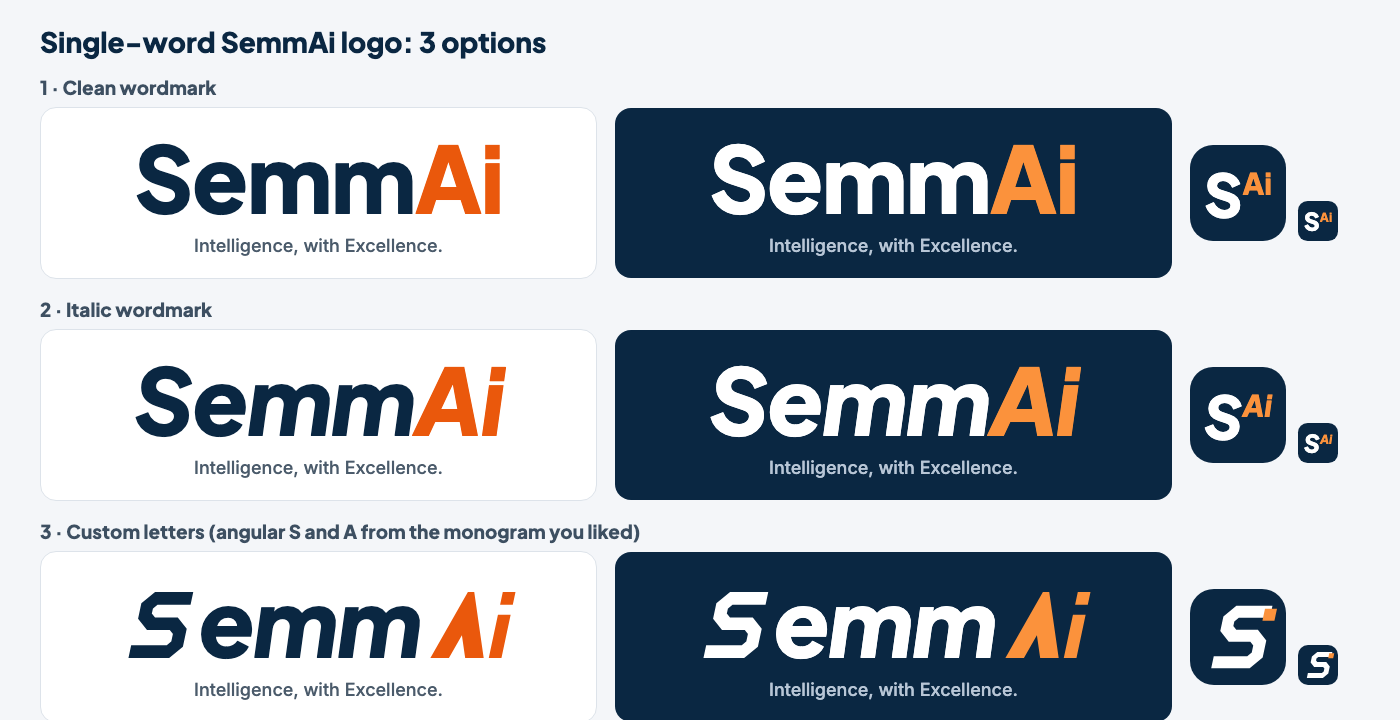 Single-word SemmAi logo: 3 options
1 · Clean wordmark
SemmAi
Intelligence, with Excellence.
SemmAi
Intelligence, with Excellence.
SAi
SAi
2 · Italic wordmark
SemmAi
Intelligence, with Excellence.
SemmAi
Intelligence, with Excellence.
SAi
SAi
3 · Custom letters (angular S and A from the monogram you liked)
SemmAi
Intelligence, with Excellence.
SemmAi
Intelligence, with Excellence.
S
S